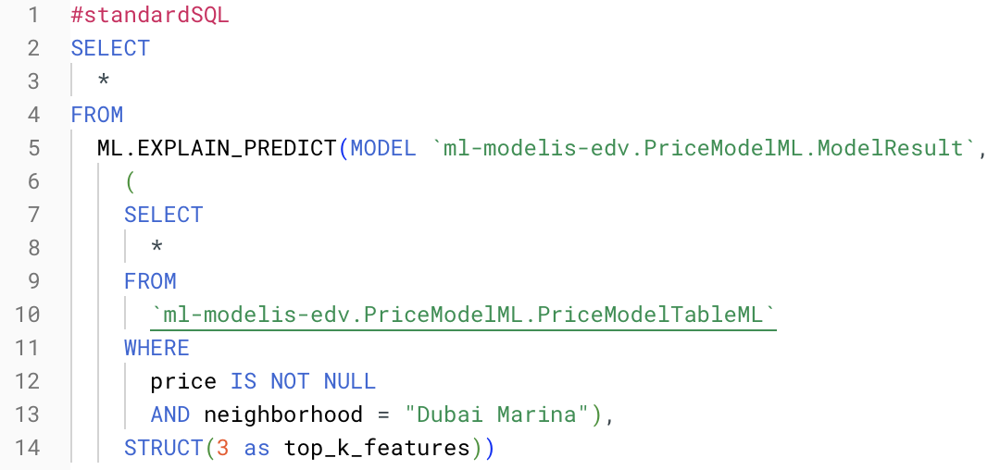 1 #standardSQL
2 SELECT
3 *
4 FROM
5 ML.EXPLAIN_PREDICT(MODEL `ml-modelis-edv.PriceModelML.ModelResult`,
6 (
7 SELECT
8 *
9 FROM
10 `ml-modelis-edv.PriceModelML.PriceModelTableML`
11 WHERE
12 price IS NOT NULL
13 AND neighborhood = "Dubai Marina"),
14 STRUCT(3 as top_k_features))